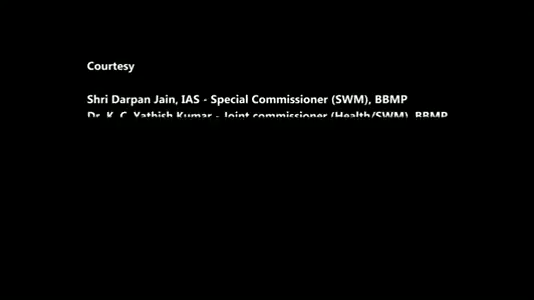 Courtesy
Shri Darpan Jain, IAS - Special Commissioner (SWM), BBMP
Dr. K. C. Yathish Kumar - Joint commissioner (Health/SWM), BBMP